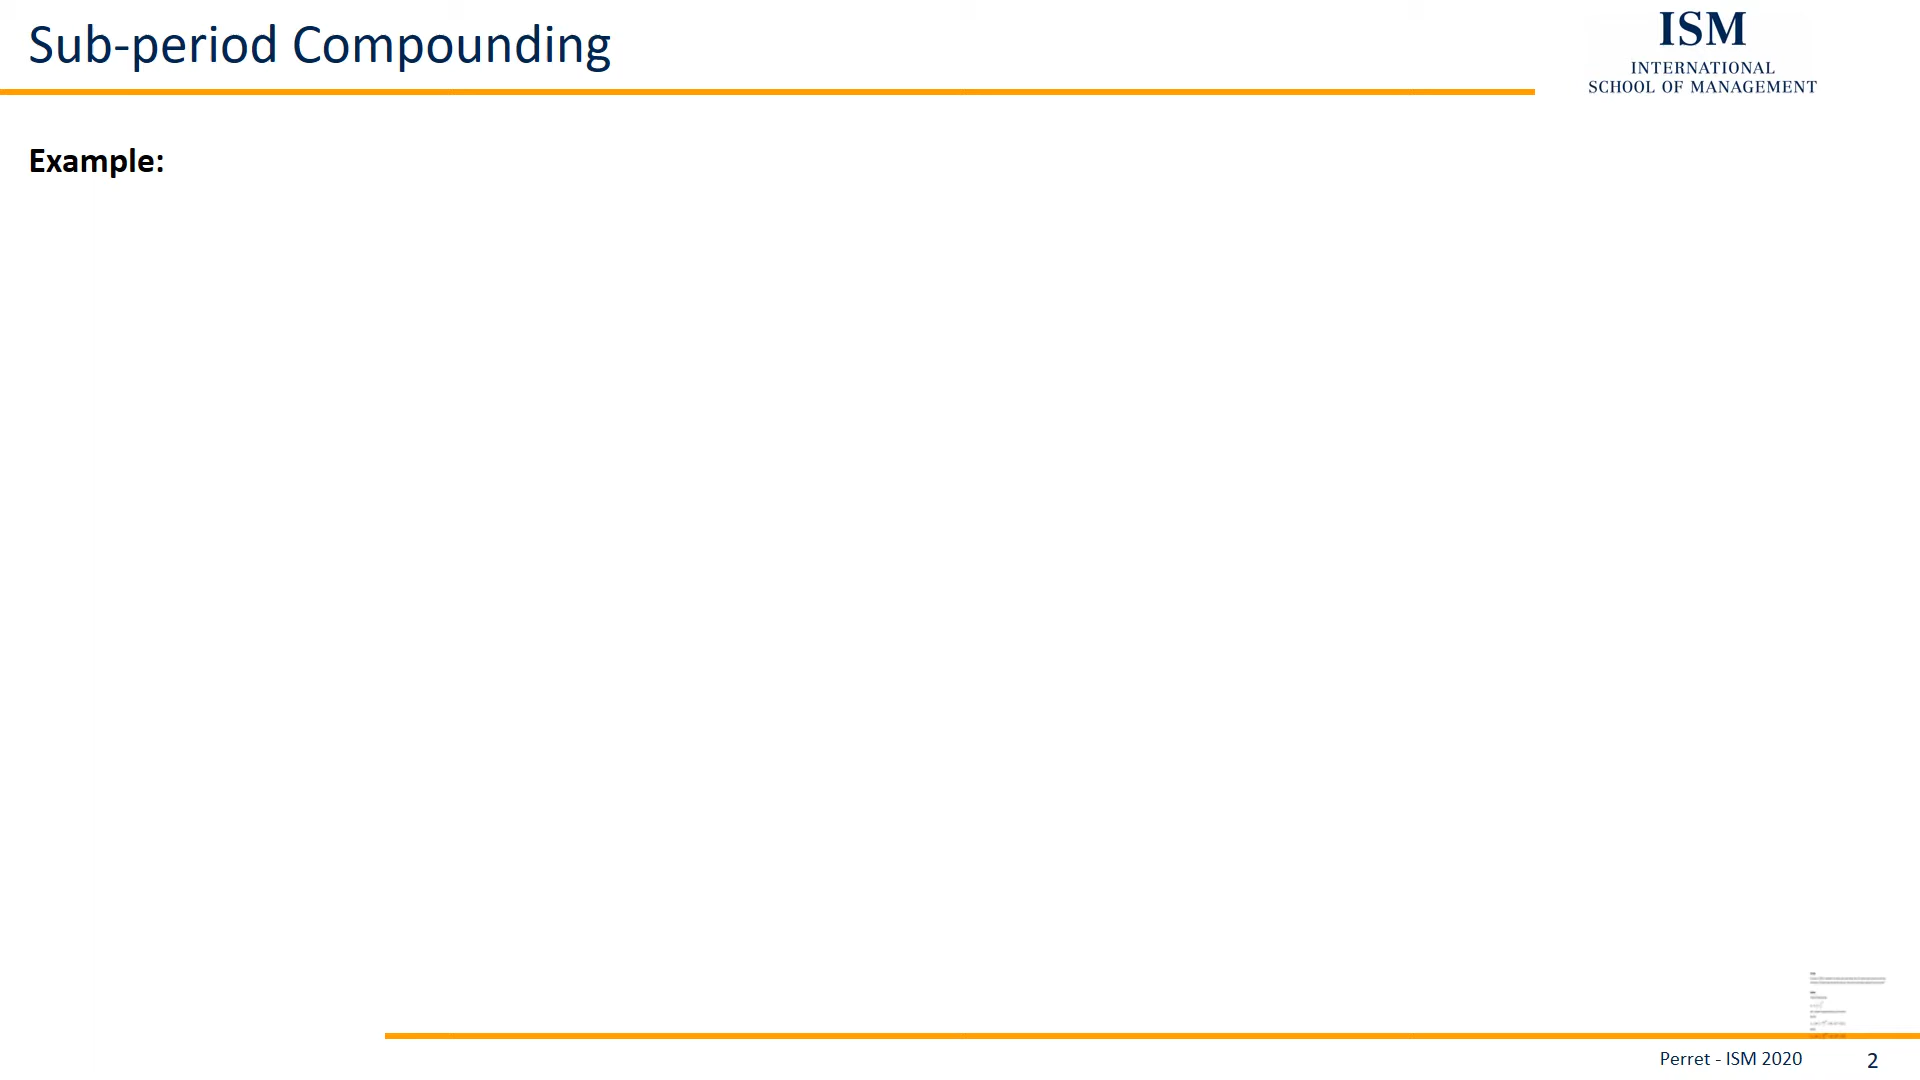 Sub-period Compounding
ISM
INTERNATIONAL
SCHOOL OF MANAGEMENT
Example:
Perret - ISM 2020
2